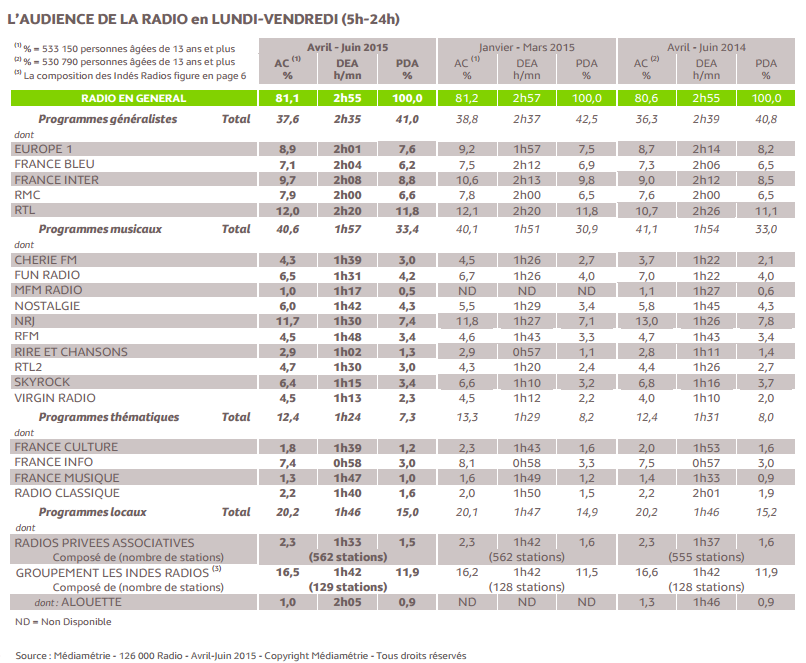 L'AUDIENCE DE LA RADIO en LUNDI-VENDREDI (5h-24h)
(1) % = 533 150 personnes âgées de 13 ans et plus
(2) % = 530 790 personnes âgées de 13 ans et plus
(3) La composition des Indés Radios figure en page 6
Avril - Juin 2015 Janvier - Mars 2015 Avril - Juin 2014
AC (1) DEA PDA AC (1) DEA PDA AC (2) DEA PDA
% h/mn % % h/mn % % h/mn %
RADIO EN GENERAL 81,1 2h55 100,0 81,2 2h57 100,0 80,6 2h55 100,0
Programmes généralistes Total 37,6 2h35 41,0 38,8 2h37 42,5 36,3 2h39 40,8
dont
EUROPE 1 8,9 2h01 7,6 9,2 1h57 7,5 8,7 2h14 8,2
FRANCE BLEU 7,1 2h04 6,2 7,5 2h12 6,9 7,3 2h06 6,5
FRANCE INTER 9,7 2h08 8,8 10,6 2h13 9,8 9,0 2h12 8,5
RMC 7,9 2h00 6,6 7,8 2h00 6,5 7,6 2h00 6,5
RTL 12,0 2h20 11,8 12,1 2h20 11,8 10,7 2h26 11,1
Programmes musicaux Total 40,6 1h57 33,4 40,1 1h51 30,9 41,1 1h54 33,0
dont
CHERIE FM 4,3 1h39 3,0 4,5 1h26 2,7 3,7 1h22 2,1
FUN RADIO 6,5 1h31 4,2 6,7 1h26 4,0 7,0 1h22 4,0
MFM RADIO 1,0 1h17 0,5 ND ND ND 1,1 1h27 0,6
NOSTALGIE 6,0 1h42 4,3 5,5 1h29 3,4 5,8 1h45 4,3
NRJ 11,7 1h30 7,4 11,8 1h27 7,1 13,0 1h26 7,8
RFM 4,5 1h48 3,4 4,6 1h43 3,3 4,7 1h43 3,4
RIRE ET CHANSONS 2,9 1h02 1,3 2,9 0h57 1,1 2,8 1h11 1,4
RTL2 4,7 1h30 3,0 4,3 1h20 2,4 4,4 1h26 2,7
SKYROCK 6,4 1h15 3,4 6,6 1h10 3,2 6,8 1h16 3,7
VIRGIN RADIO 4,5 1h13 2,3 4,5 1h12 2,2 4,0 1h10 2,0
Programmes thématiques Total 12,4 1h24 7,3 13,3 1h29 8,2 12,4 1h31 8,0
dont
FRANCE CULTURE 1,8 1h39 1,2 2,3 1h43 1,6 2,0 1h53 1,6
FRANCE INFO 7,4 0h58 3,0 8,1 0h58 3,3 7,5 0h57 3,0
FRANCE MUSIQUE 1,3 1h47 1,0 1,6 1h49 1,2 1,4 1h33 0,9
RADIO CLASSIQUE 2,2 1h40 1,6 2,0 1h50 1,5 2,2 2h01 1,9
Programmes locaux Total 20,2 1h46 15,0 20,1 1h47 14,9 20,2 1h46 15,2
dont
RADIOS PRIVEES ASSOCIATIVES 2,3 1h33 1,5 2,3 1h42 1,6 2,3 1h37 1,6
Composé de (nombre de stations) (562 stations) (562 stations) (555 stations)
GROUPEMENT LES INDES RADIOS (3) 16,5 1h42 11,9 16,2 1h42 11,5 16,6 1h42 11,9
Composé de (nombre de stations) (129 stations) (128 stations) (128 stations)
dont : ALOUETTE 1,0 2h05 0,9 ND ND ND 1,3 1h46 0,9
ND = Non Disponible
Source : Médiamétrie - 126 000 Radio - Avril-Juin 2015 - Copyright Médiamétrie - Tous droits réservés